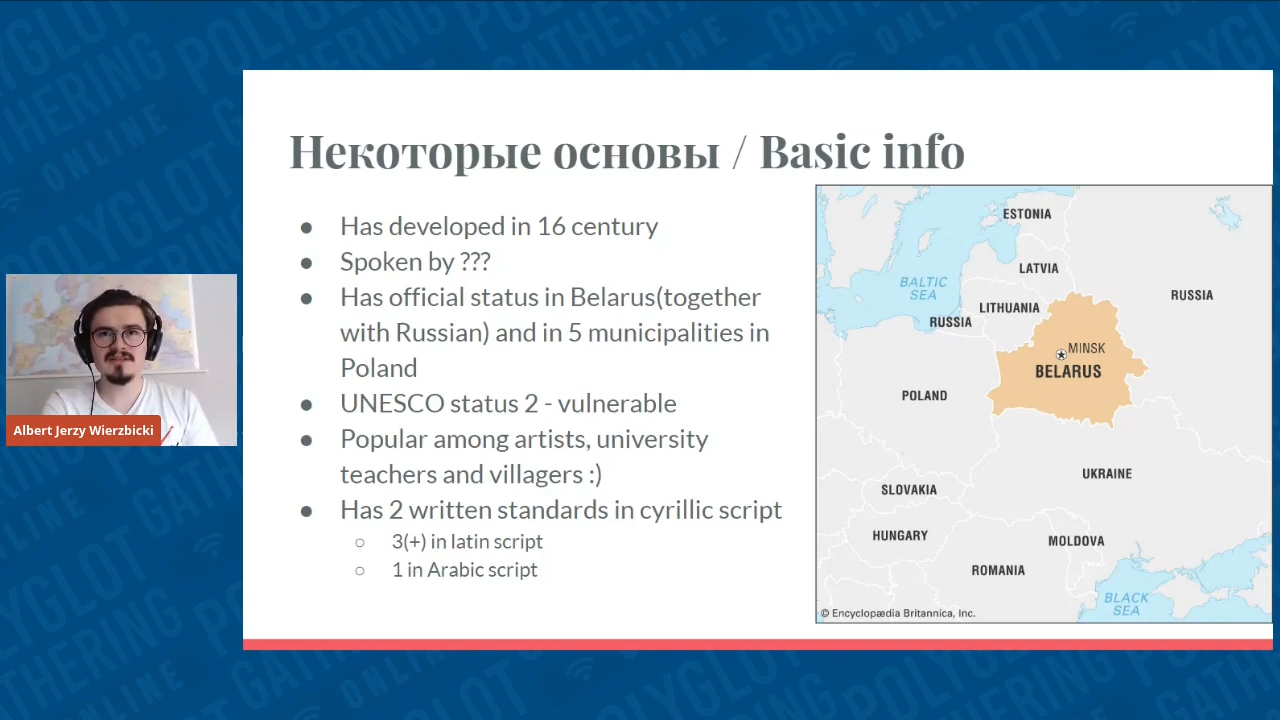 POLYGLOT
GATHERING
ONLINE
Некоторые основы / Basic info
● Has developed in 16 century
● Spoken by ???
● Has official status in Belarus(together
with Russian) and in 5 municipalities in
Poland
● UNESCO status 2 - vulnerable
● Popular among artists, university
teachers and villagers :)
● Has 2 written standards in cyrillic script
○ 3(+) in latin script
○ 1 in Arabic script
ESTONIA
LATVIA
BALTIC
SEA
LITHUANIA
RUSSIA
RUSSIA
MINSK
BELARUS
POLAND
UKRAINE
SLOVAKIA
HUNGARY
MOLDOVA
ROMANIA
BLACK
SEA
© Encyclopædia Britannica, Inc.
Albert Jerzy Wierzbicki